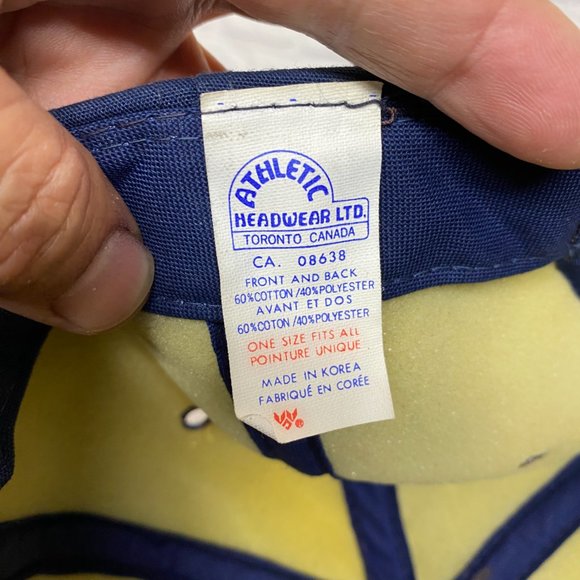 ATHLETIC
HEADWEAR LTD.
TORONTO CANADA
CA. 08638
FRONT AND BACK
60%COTTON/40%POLYESTER
AVANT ET DOS
60%COTON/40%POLYESTER
ONE SIZE FITS ALL
POINTURE UNIQUE
MADE IN KOREA
FABRIQUÉ EN CORÉE
®